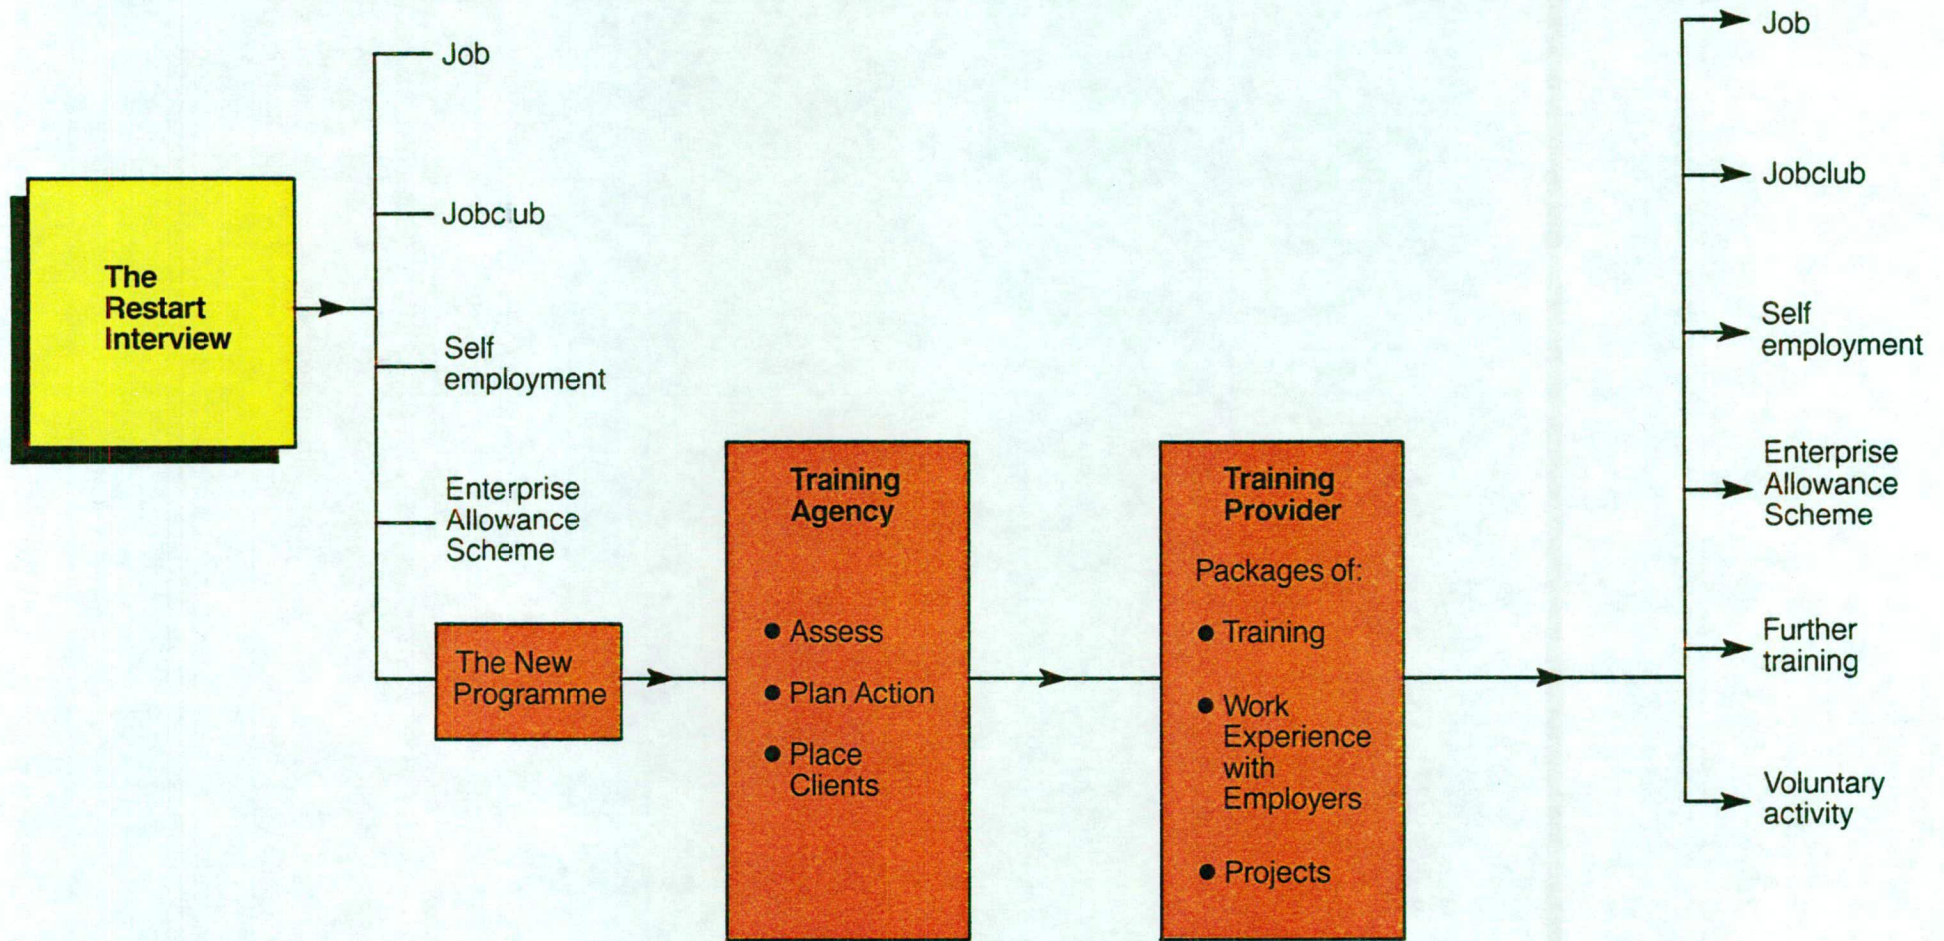 The
Restart
Interview
Job
Jobclub
Self
employment
Enterprise
Allowance
Scheme
The New
Programme
Training
Agency
● Assess
● Plan Action
● Place
Clients
Training
Provider
Packages of:
● Training
● Work
Experience
with
Employers
● Projects
Job
Jobclub
Self
employment
Enterprise
Allowance
Scheme
Further
training
Voluntary
activity